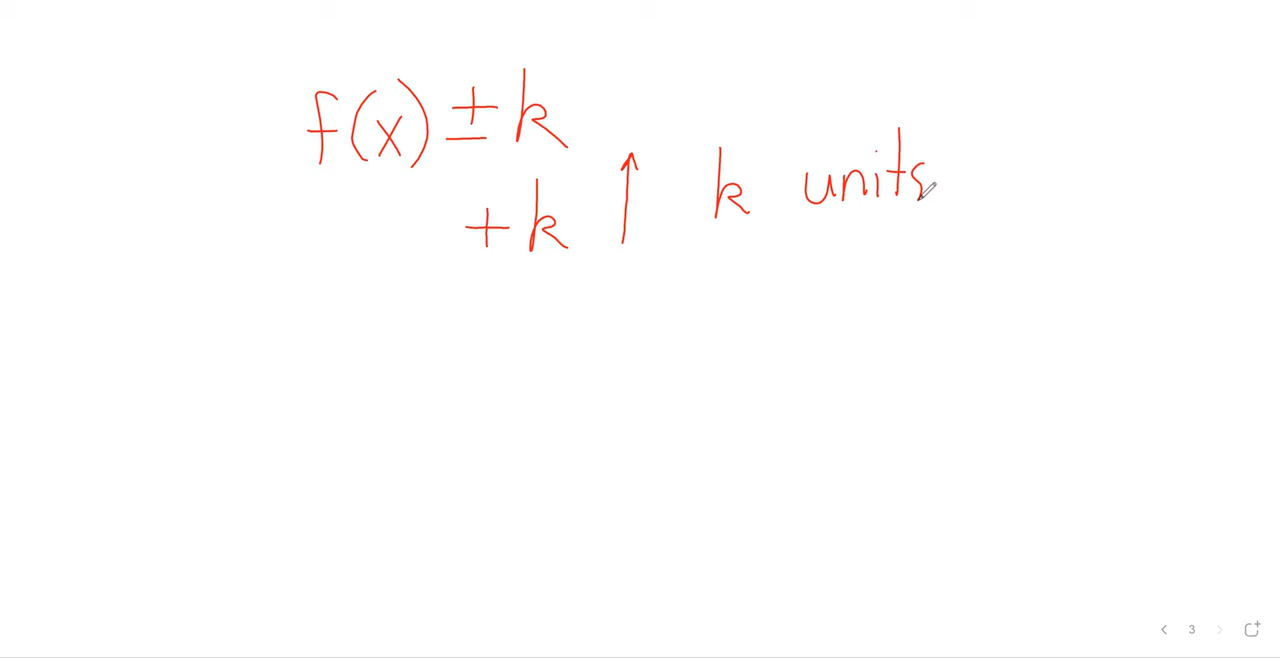 f(x) ± k
+ k ↑ k units
3